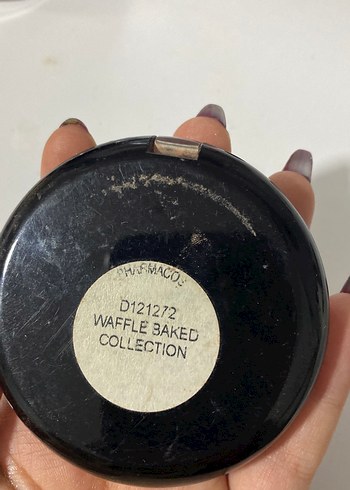 PHARMACOS
D121272
WAFFLE BAKED
COLLECTION